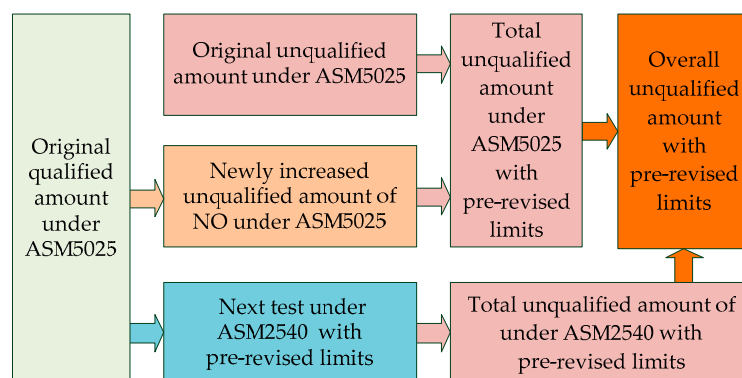 Original
qualified
amount
under
ASM5025
Original unqualified
amount under ASM5025
Newly increased
unqualified amount of
NO under ASM5025
Next test under
ASM2540 with
pre-revised limits
Total
unqualified
amount
under
ASM5025
with
pre-revised
limits
Overall
unqualified
amount
with
pre-revised
limits
Total unqualified amount of
under ASM2540 with
pre-revised limits